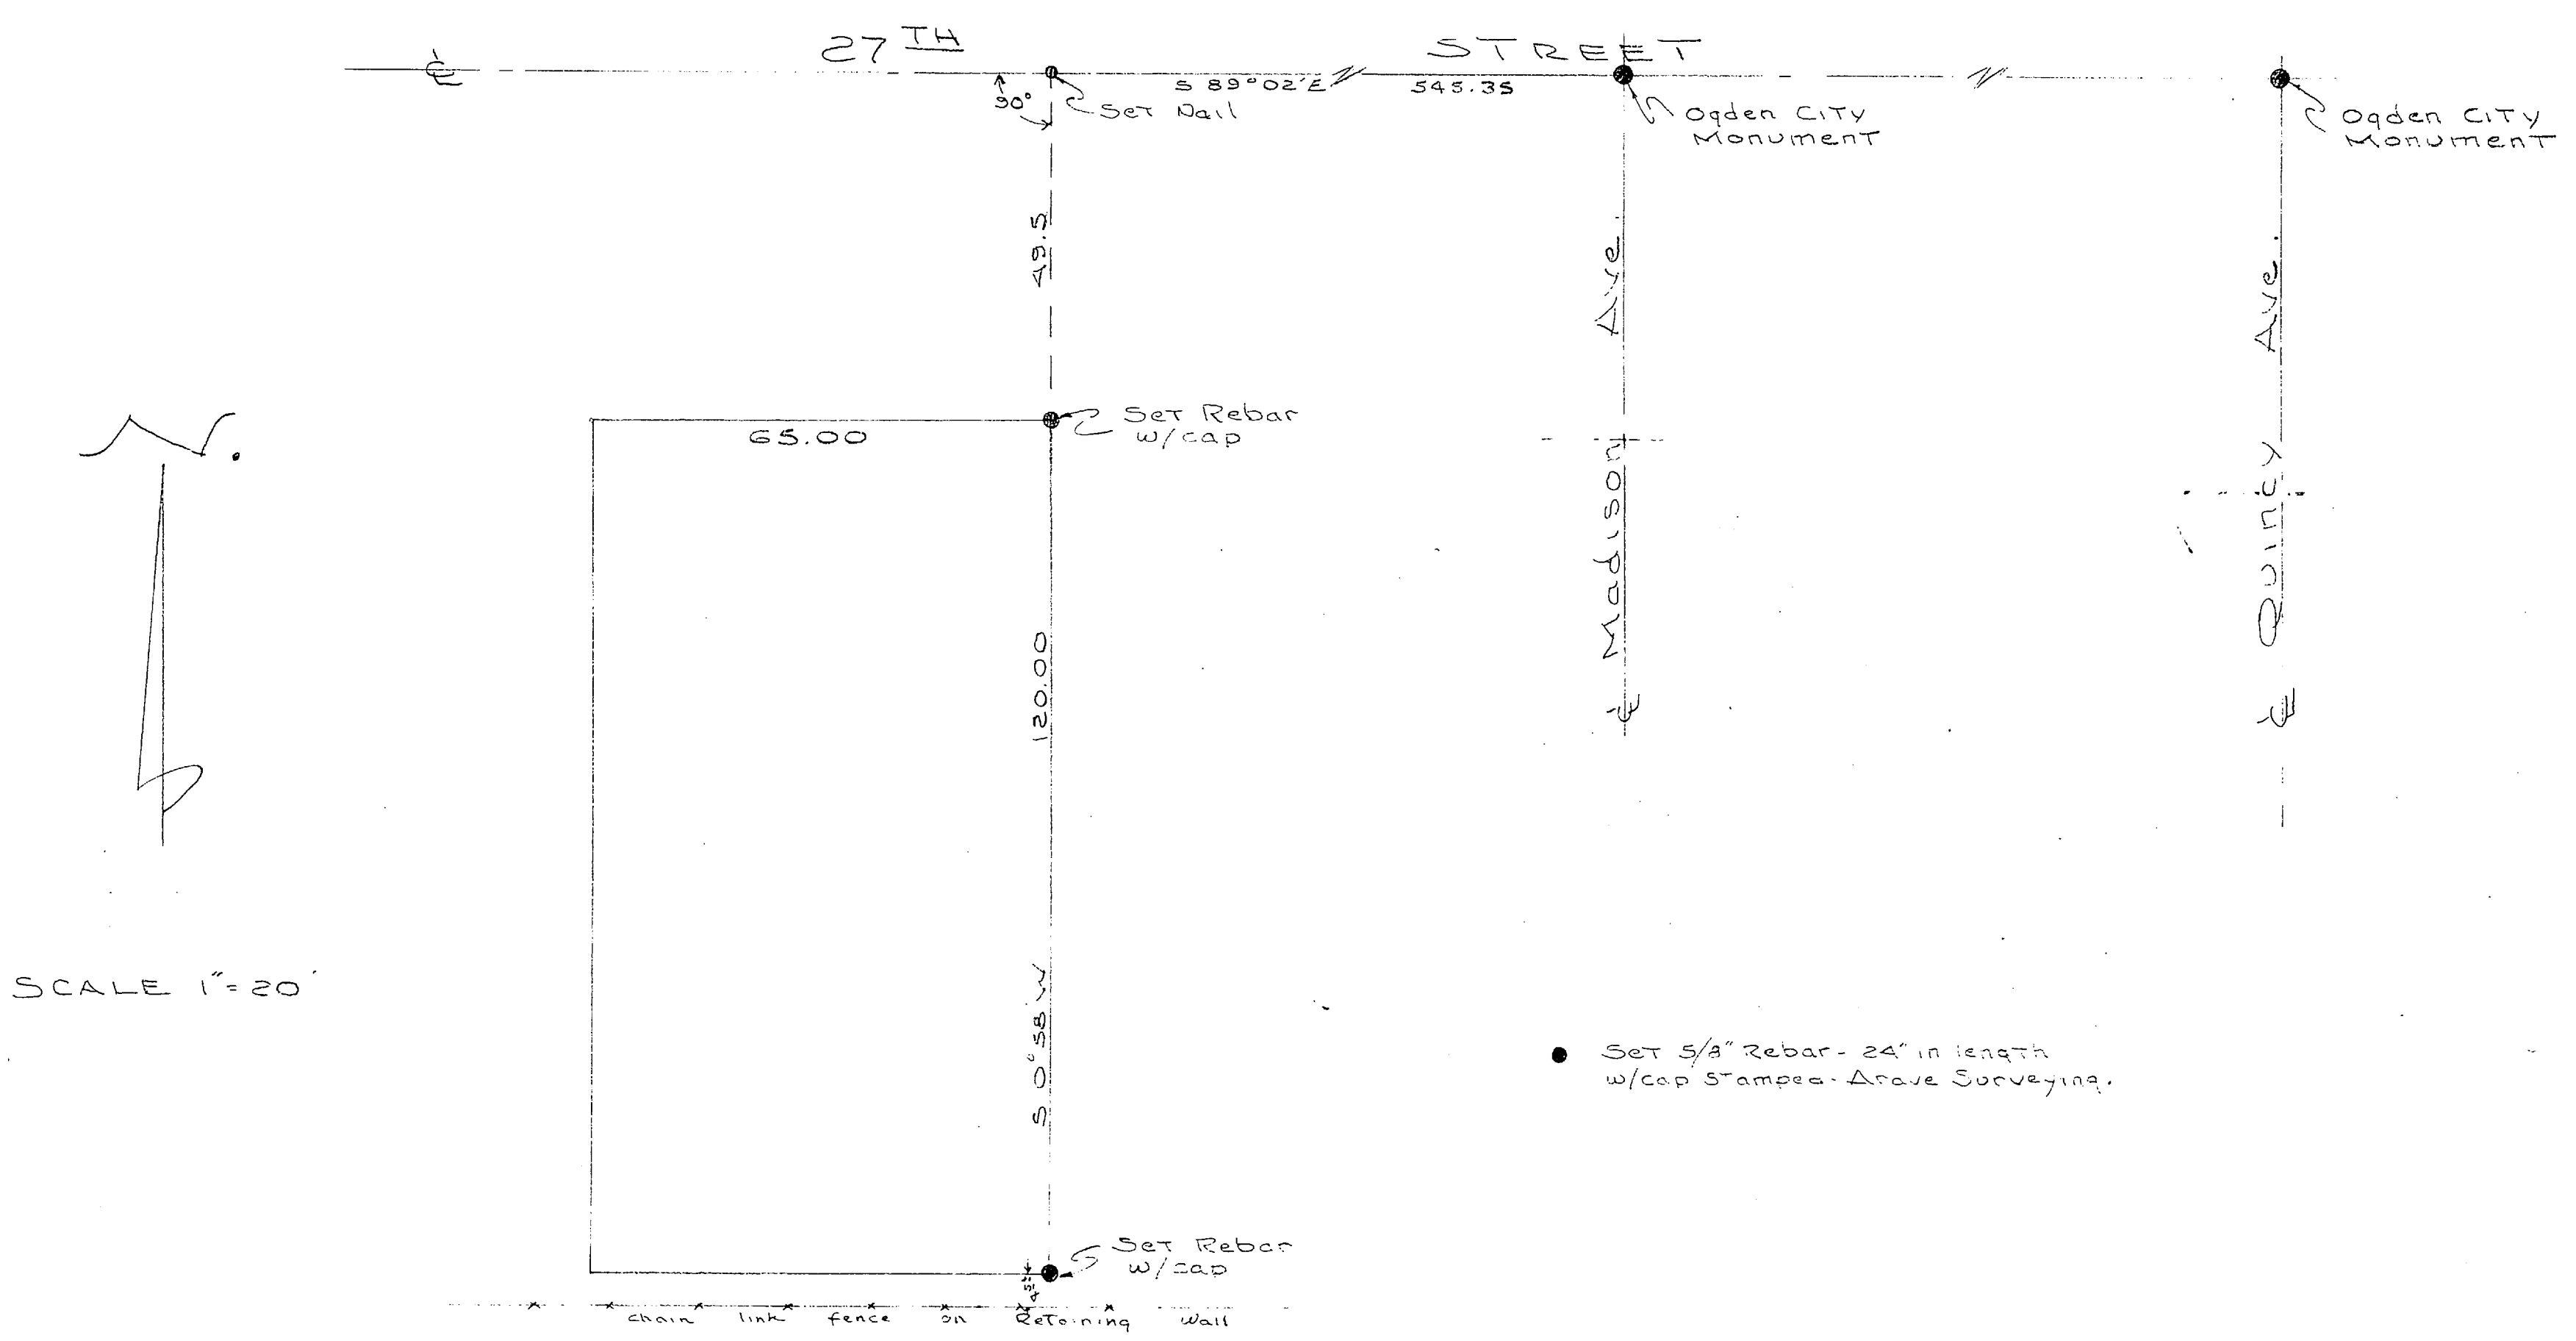 27TH STREET
℄
90°
Set Nail
S 89°02'E 545.35
Ogden City
Monument
Ogden City
Monument
49.5
℄ Madison Ave.
℄ Quincy Ave.
N.
65.00
Set Rebar
w/cap
120.00
S 0°58'W
SCALE 1"=20'
Set 5/8" Rebar - 24" in length
w/cap Stamped - Arave Surveying.
Set Rebar
w/cap
chain link fence on Retaining Wall